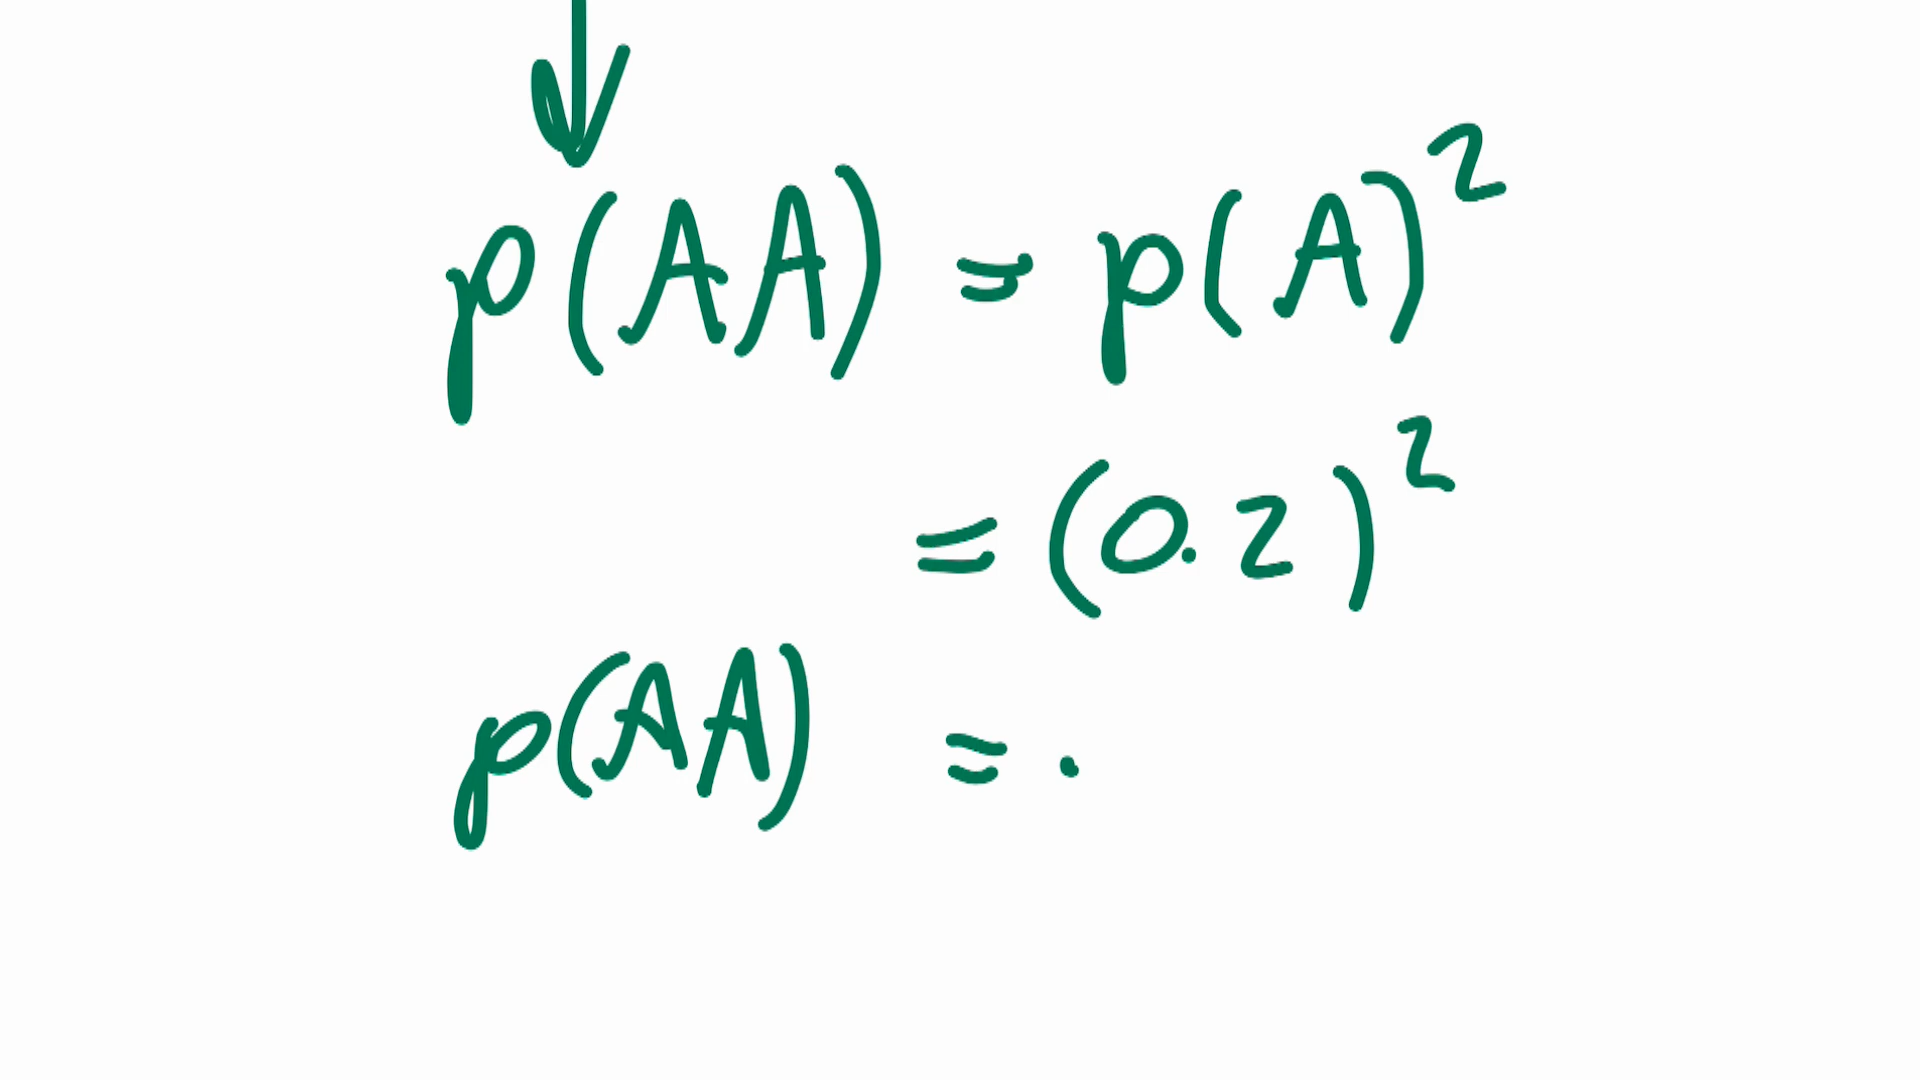 p(AA) = p(A)²
= (0.2)²
p(AA) = .